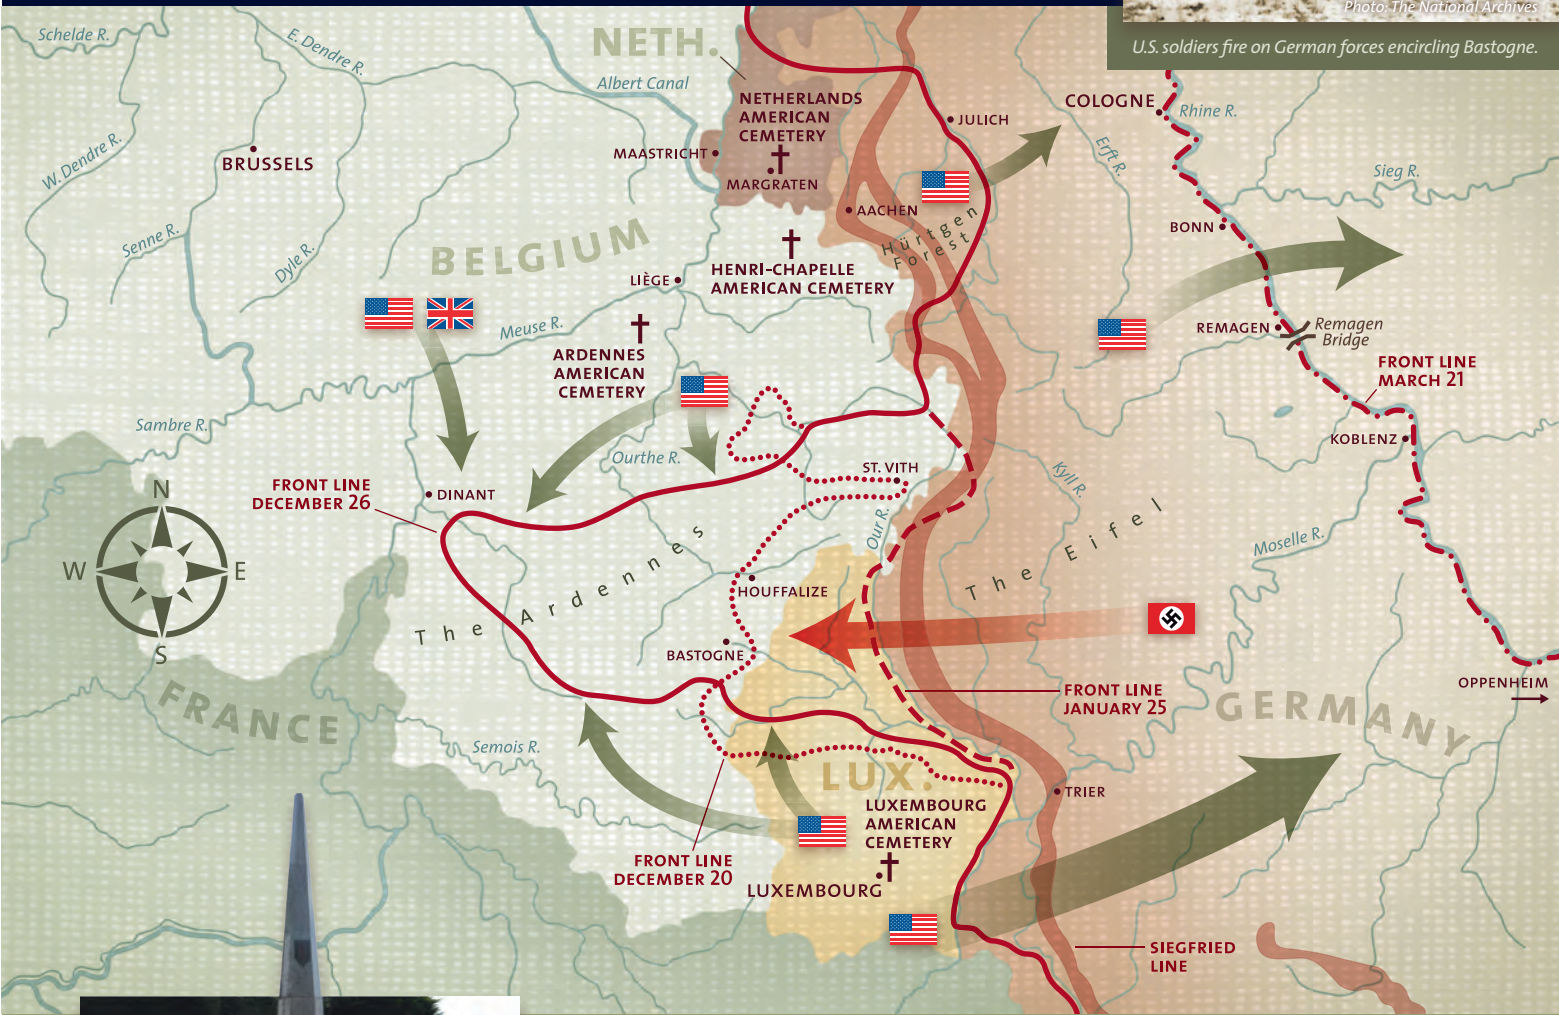 Photo: The National Archives
U.S. soldiers fire on German forces encircling Bastogne.
Schelde R.
E. Dendre R.
NETH.
Albert Canal
COLOGNE
Rhine R.
NETHERLANDS
AMERICAN
CEMETERY
JULICH
W. Dendre R.
BRUSSELS
MAASTRICHT
MARGRATEN
Erft R.
Sieg R.
AACHEN
Hürtgen
Forest
BONN
Senne R.
Dyle R.
BELGIUM
LIÈGE
HENRI-CHAPELLE
AMERICAN CEMETERY
Meuse R.
REMAGEN
Remagen
Bridge
ARDENNES
AMERICAN
CEMETERY
FRONT LINE
MARCH 21
Sambre R.
KOBLENZ
Ourthe R.
ST. VITH
Kyll R.
FRONT LINE
DECEMBER 26
DINANT
N
W
E
S
Our R.
The Eifel
Moselle R.
The Ardennes
HOUFFALIZE
BASTOGNE
FRONT LINE
JANUARY 25
OPPENHEIM
FRANCE
GERMANY
Semois R.
LUX.
TRIER
LUXEMBOURG
AMERICAN
CEMETERY
FRONT LINE
DECEMBER 20
LUXEMBOURG
SIEGFRIED
LINE